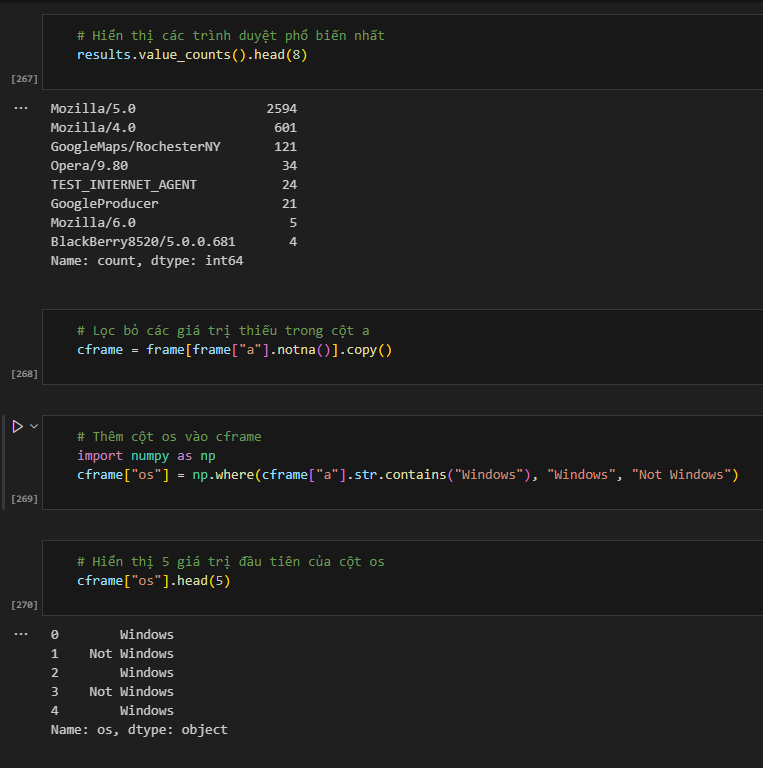 # Hiển thị các trình duyệt phổ biến nhất
results.value_counts().head(8)
[267]
...
Mozilla/5.0                 2594
Mozilla/4.0                  601
GoogleMaps/RochesterNY       121
Opera/9.80                    34
TEST_INTERNET_AGENT           24
GoogleProducer                21
Mozilla/6.0                    5
BlackBerry8520/5.0.0.681       4
Name: count, dtype: int64
# Lọc bỏ các giá trị thiếu trong cột a
cframe = frame[frame["a"].notna()].copy()
[268]
# Thêm cột os vào cframe
import numpy as np
cframe["os"] = np.where(cframe["a"].str.contains("Windows"), "Windows", "Not Windows")
[269]
# Hiển thị 5 giá trị đầu tiên của cột os
cframe["os"].head(5)
[270]
...
0        Windows
1    Not Windows
2        Windows
3    Not Windows
4        Windows
Name: os, dtype: object